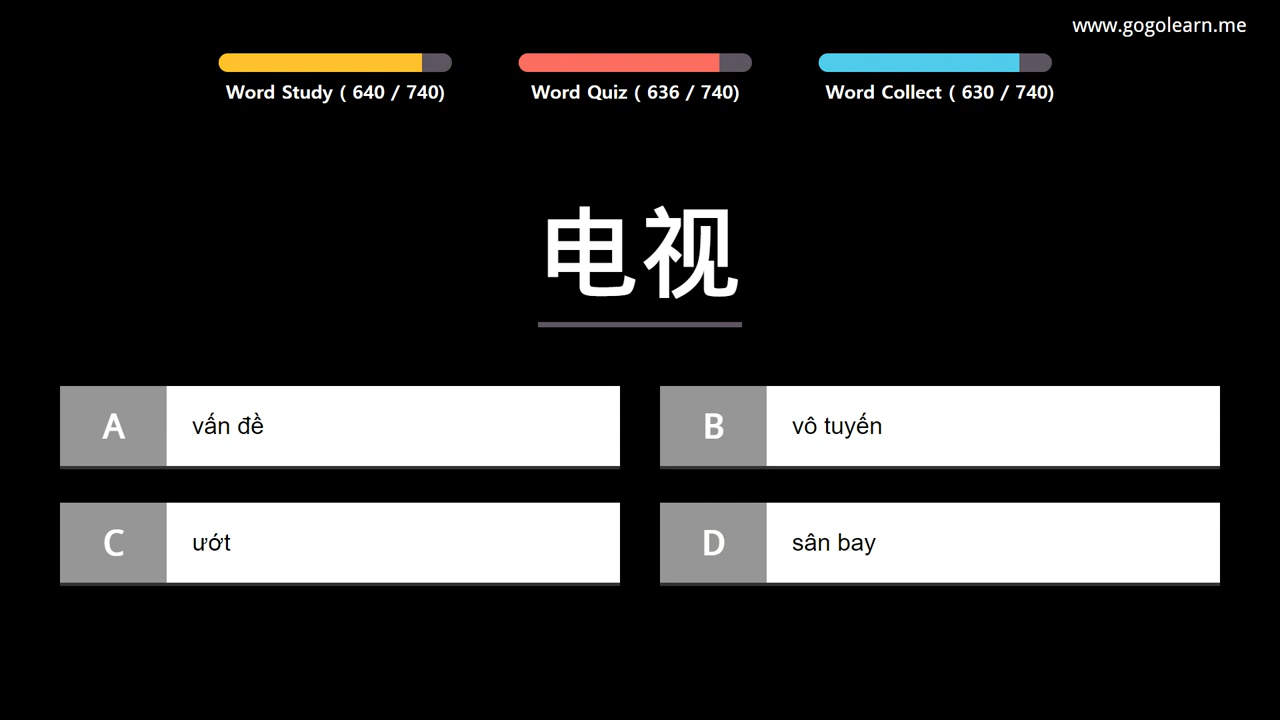 www.gogolearn.me
Word Study ( 640 / 740)
Word Quiz ( 636 / 740)
Word Collect ( 630 / 740)
电视
A vấn đề
B vô tuyến
C ướt
D sân bay